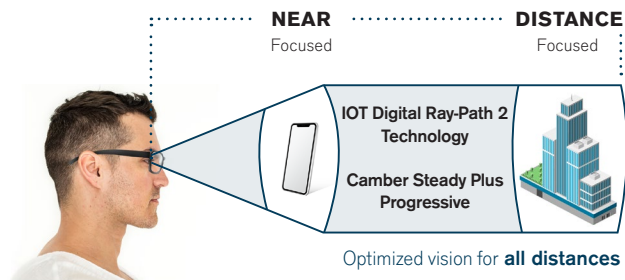 NEAR
Focused
DISTANCE
Focused
IOT Digital Ray-Path 2
Technology
Camber Steady Plus
Progressive
Optimized vision for all distances